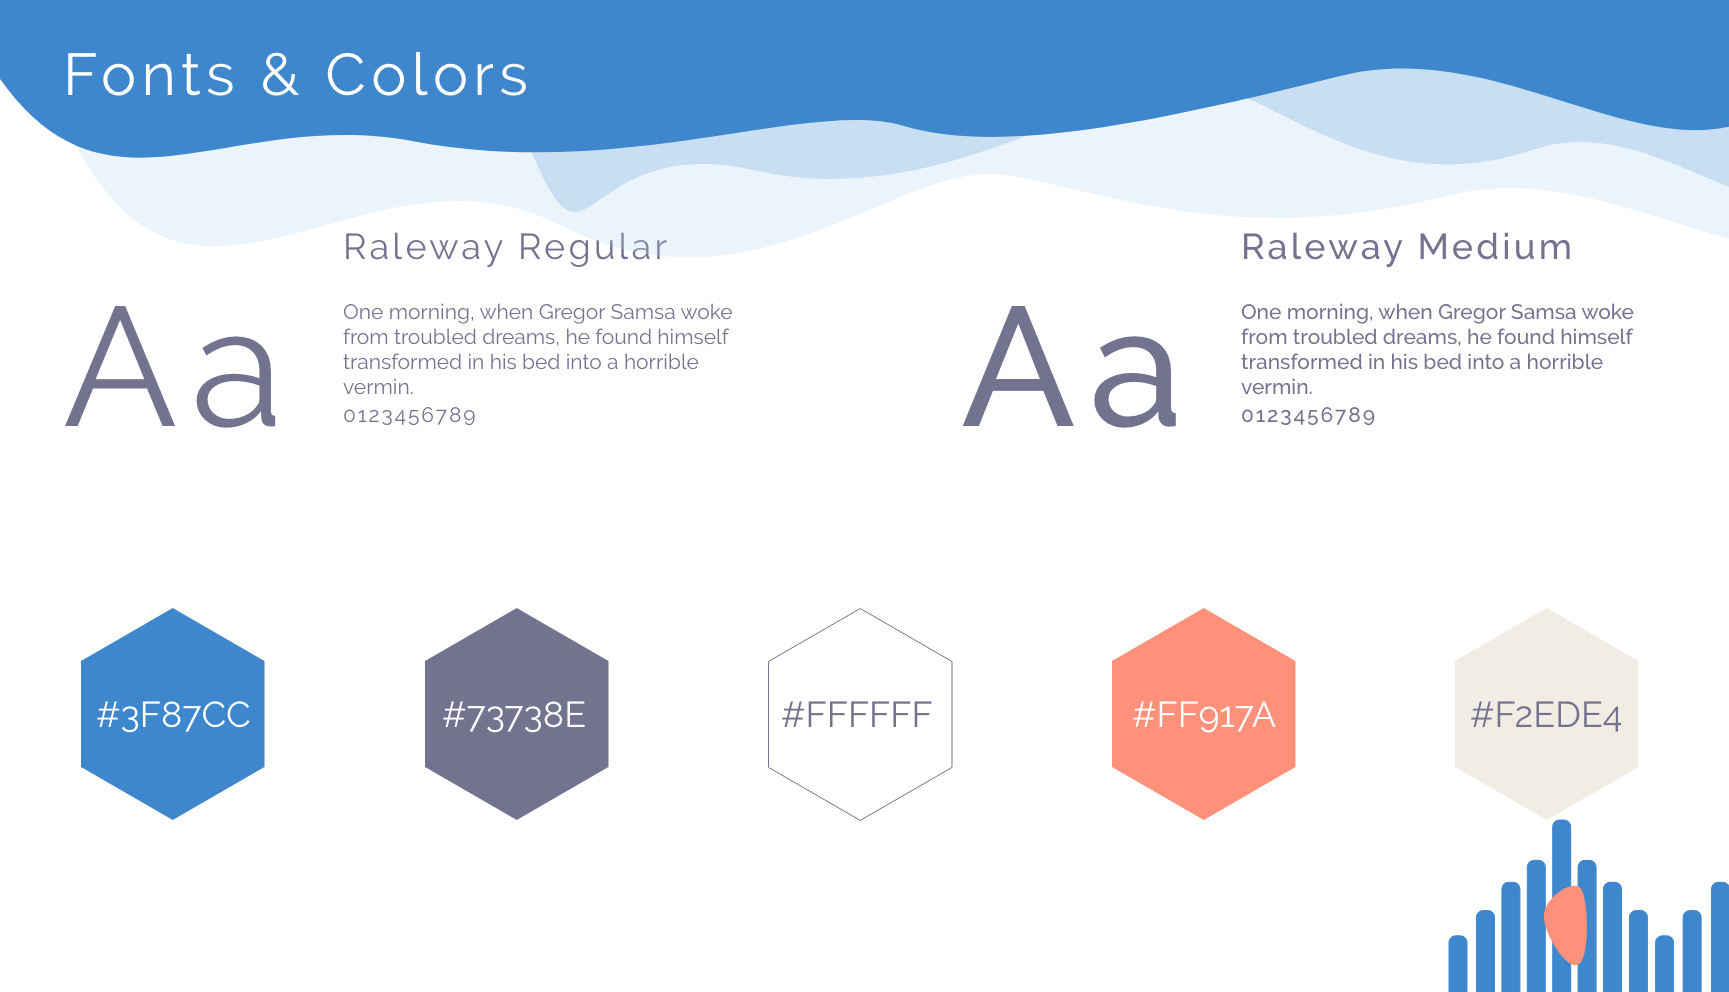 Fonts & Colors
Raleway Regular
Aa
One morning, when Gregor Samsa woke
from troubled dreams, he found himself
transformed in his bed into a horrible
vermin.
0123456789
Raleway Medium
Aa
One morning, when Gregor Samsa woke
from troubled dreams, he found himself
transformed in his bed into a horrible
vermin.
0123456789
#3F87CC
#73738E
#FFFFFF
#FF917A
#F2EDE4